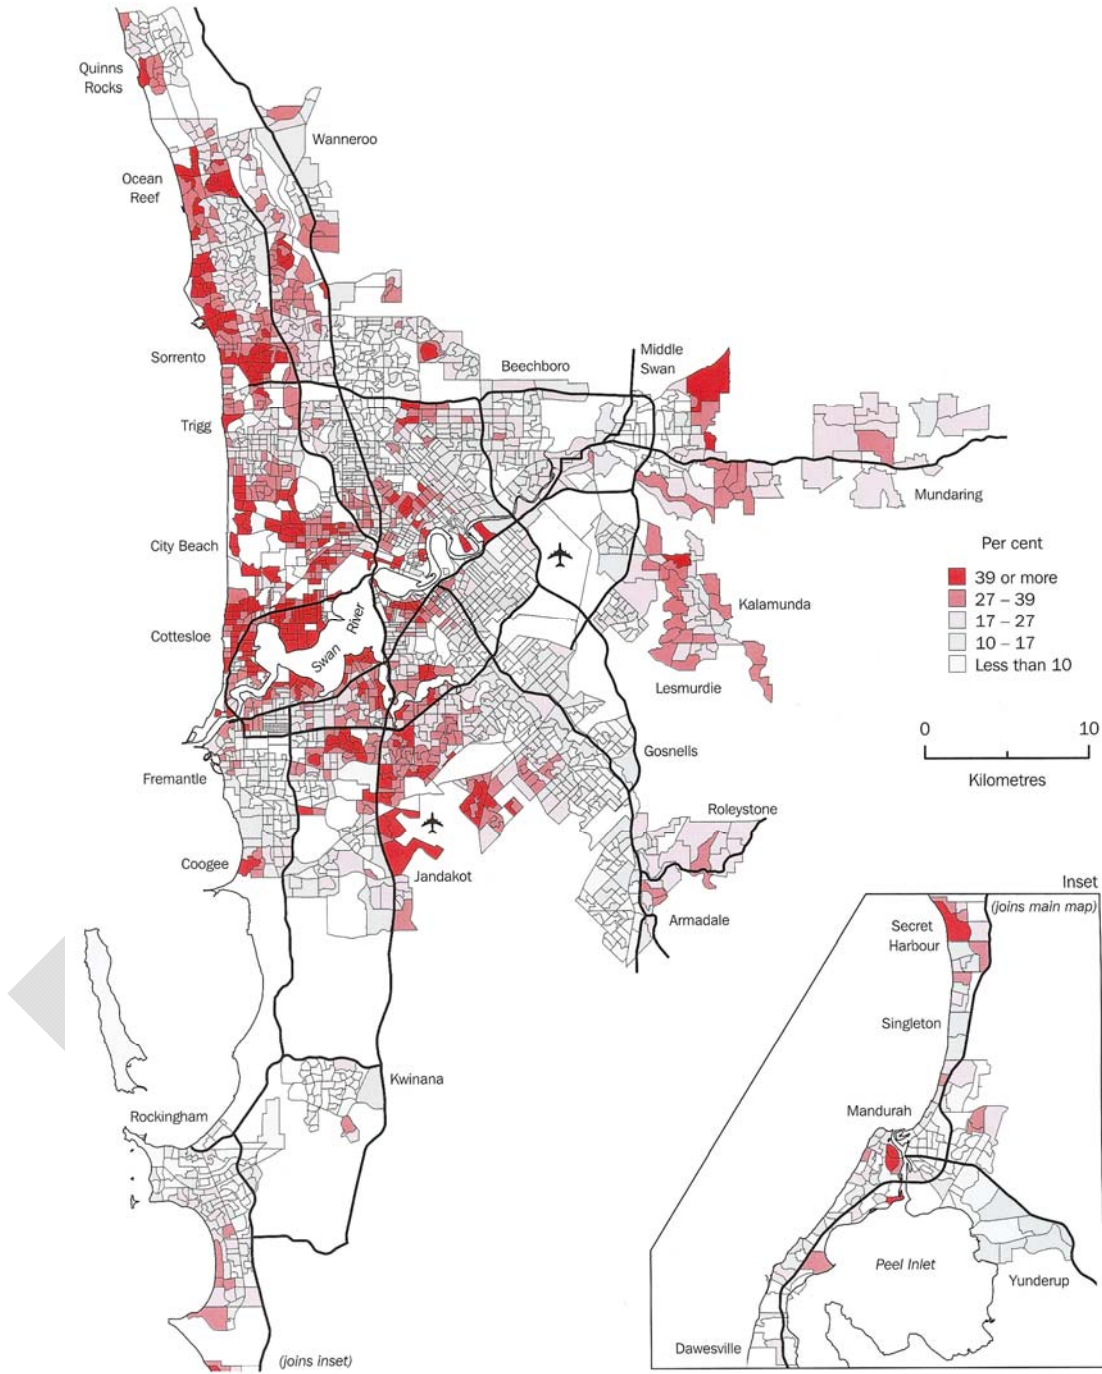 Quinns
Rocks
Wanneroo
Ocean
Reef
Sorrento
Beechboro
Middle
Swan
Trigg
Mundaring
City Beach
Per cent
39 or more
27 – 39
17 – 27
10 – 17
Less than 10
Kalamunda
Cottesloe
Swan River
Lesmurdie
0 10
Kilometres
Gosnells
Fremantle
Roleystone
Coogee
Jandakot
Armadale
Inset
(joins main map)
Secret
Harbour
Singleton
Kwinana
Rockingham
Mandurah
Peel Inlet
Yunderup
Dawesville
(joins inset)